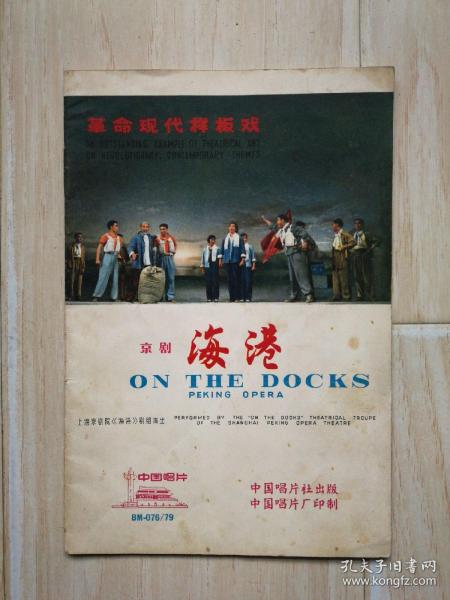 革命现代样板戏
AN OUTSTANDING EXAMPLE OF THEATRICAL ART
ON REVOLUTIONARY, CONTEMPORARY THEMES
京剧 海港
ON THE DOCKS
PEKING OPERA
上海京剧院《海港》剧组演出
PERFORMED BY THE "ON THE DOCKS" THEATRICAL TROUPE
OF THE SHANGHAI PEKING OPERA THEATRE
中国唱片
BM-076/79
中国唱片社出版
中国唱片厂印制
孔夫子旧书网
www.kongfz.com